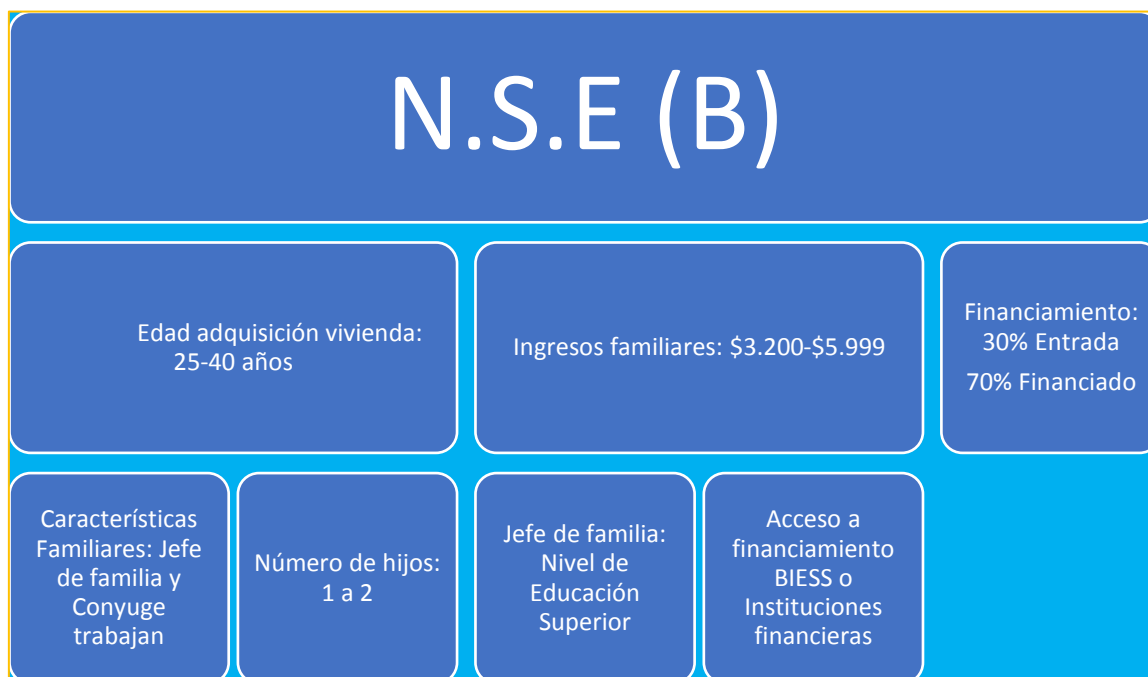 N.S.E (B)
Edad adquisición vivienda:
25-40 años
Ingresos familiares: $3.200-$5.999
Financiamiento:
30% Entrada
70% Financiado
Características
Familiares: Jefe
de familia y
Conyuge
trabajan
Número de hijos:
1 a 2
Jefe de familia:
Nivel de
Educación
Superior
Acceso a
financiamiento
BIESS o
Instituciones
financieras